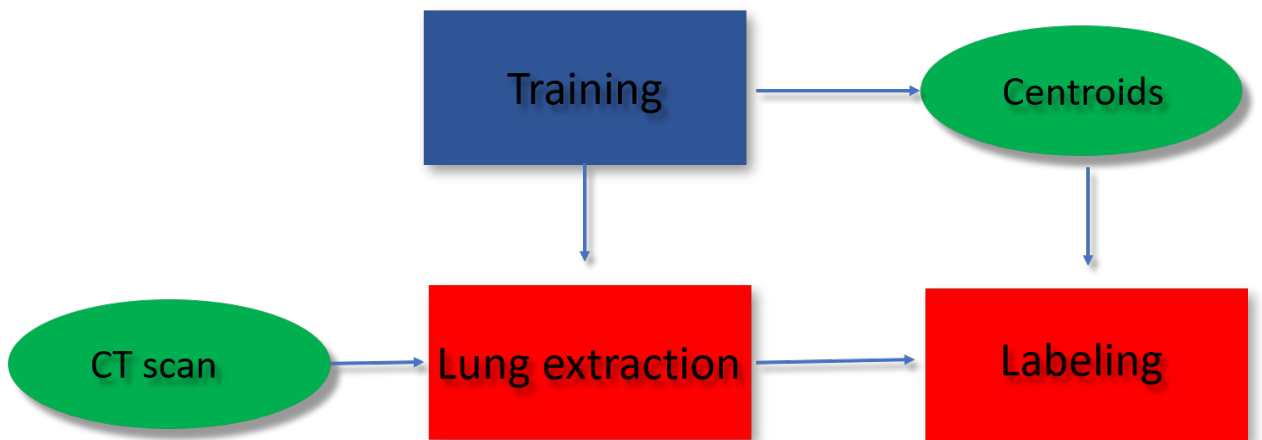 Training
Centroids
CT scan
Lung extraction
Labeling